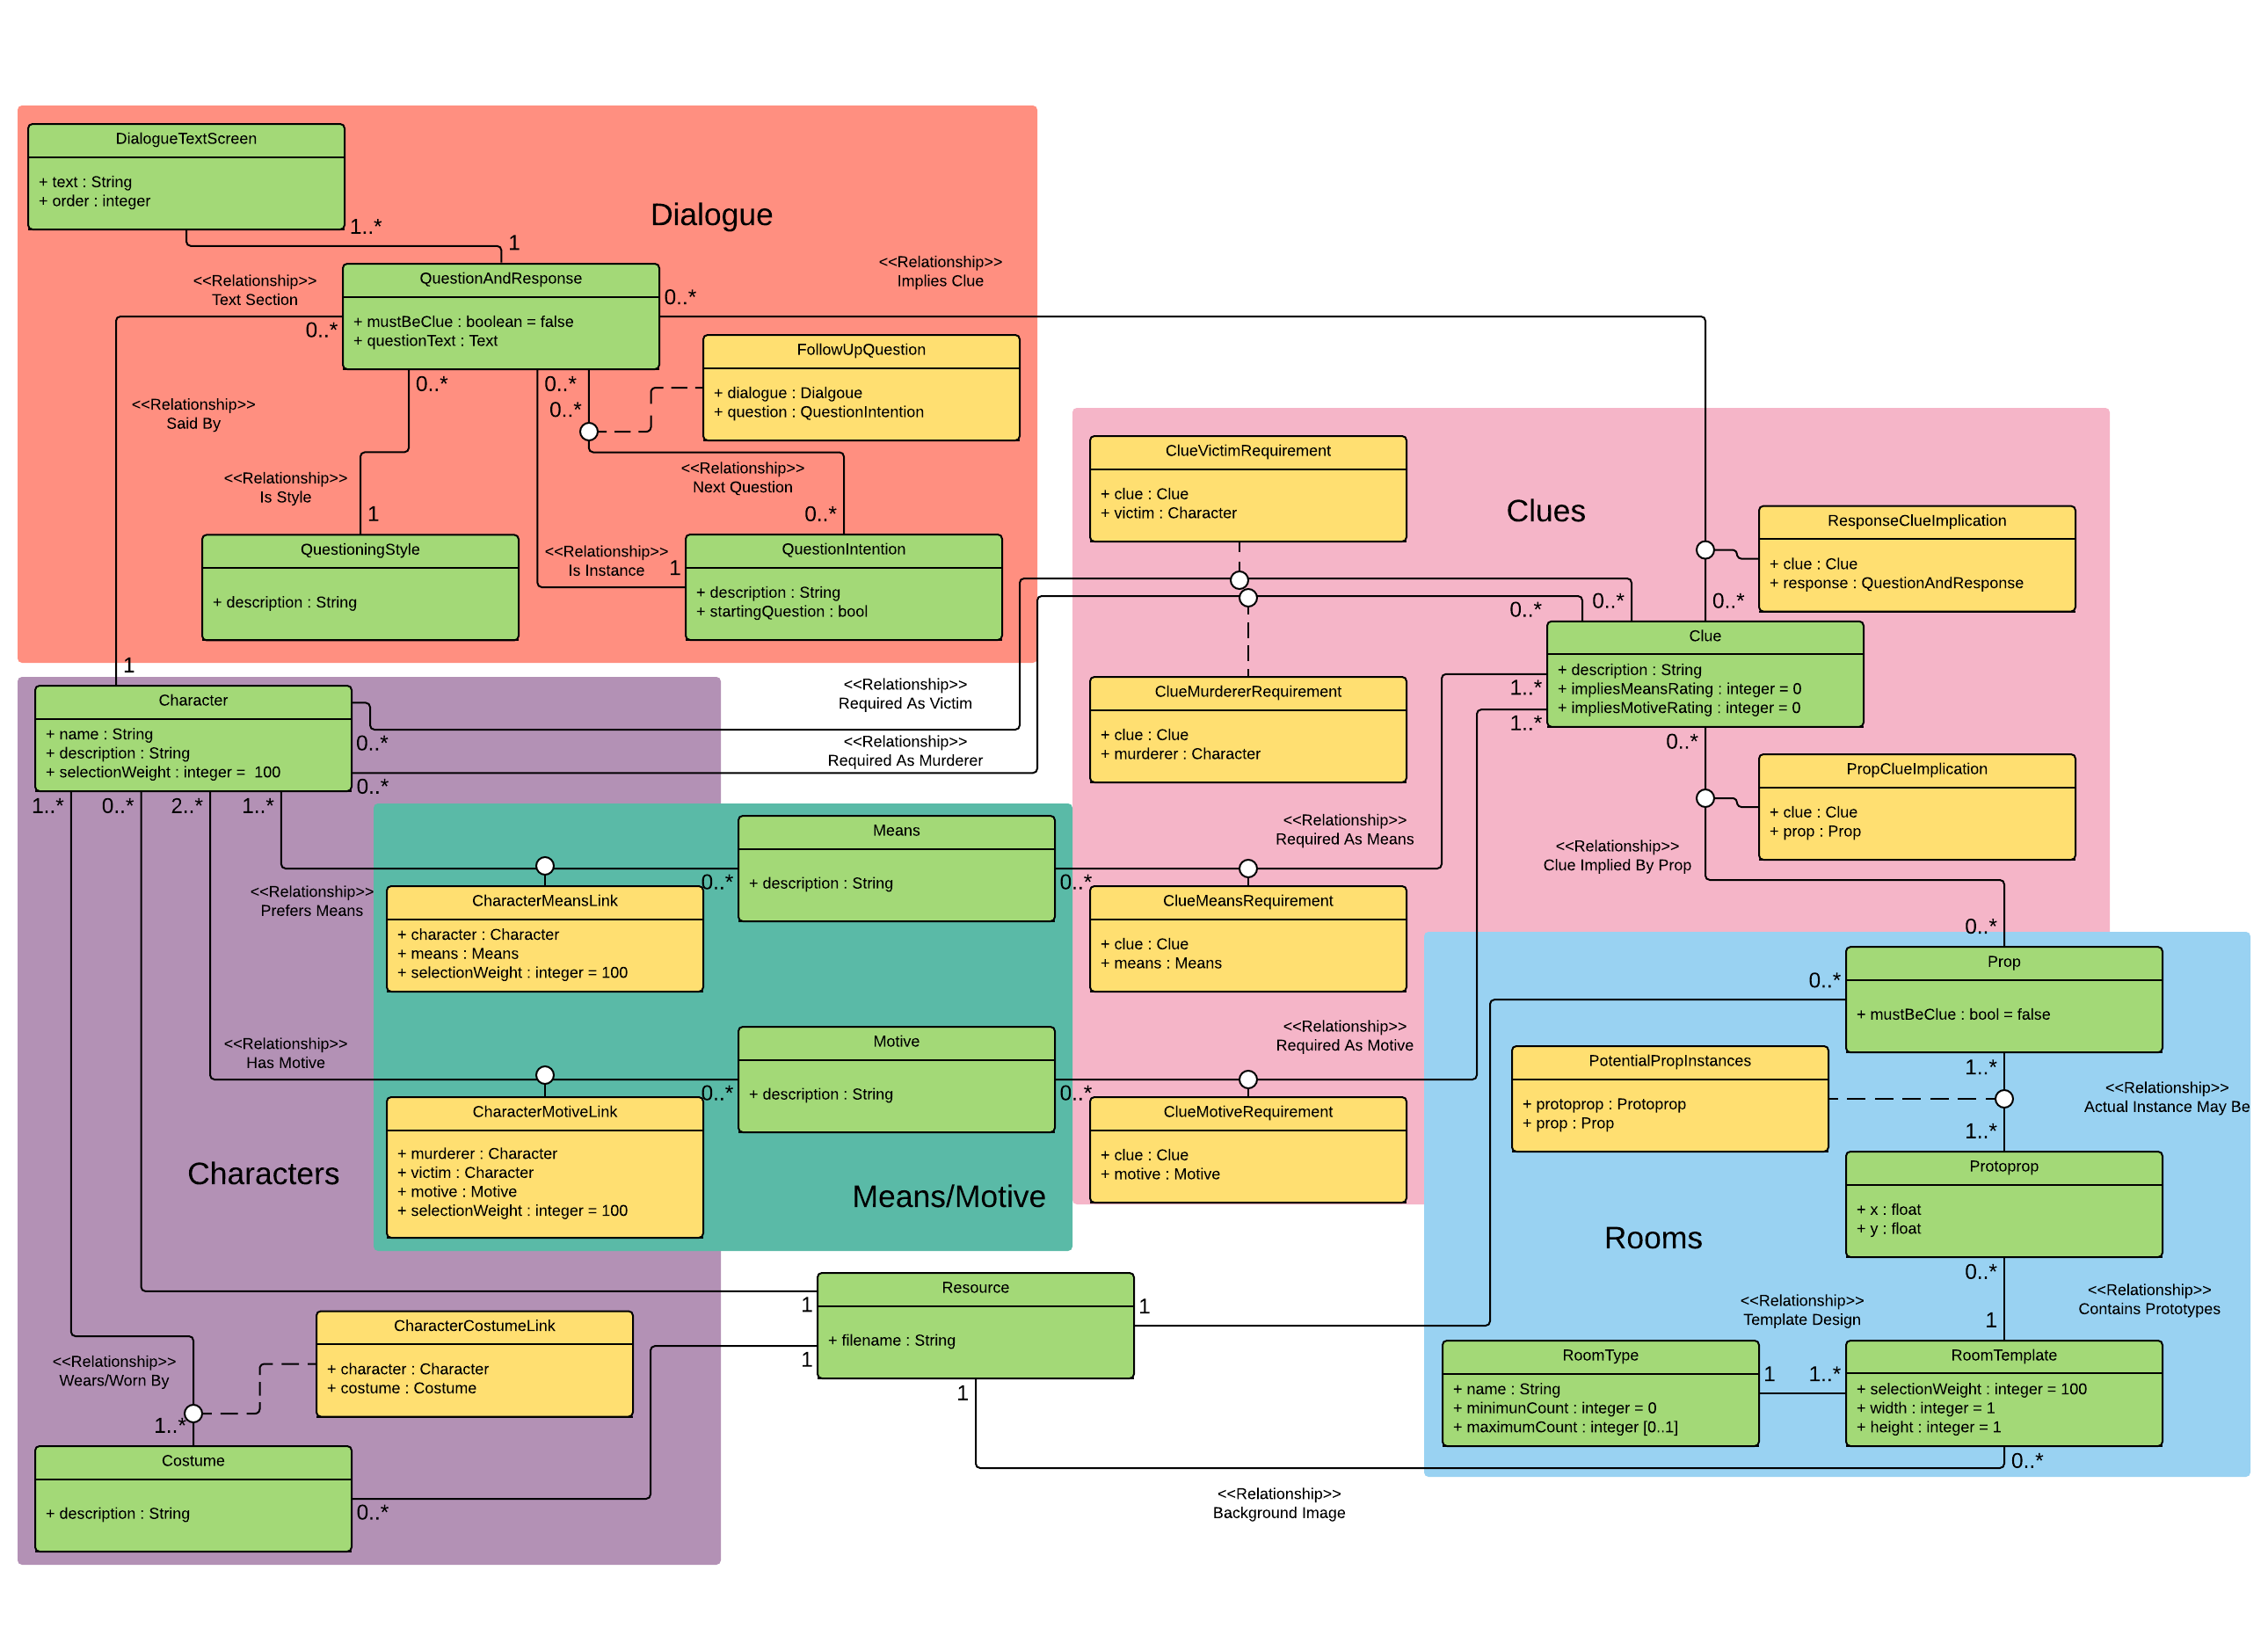 DialogueTextScreen
+ text : String
+ order : integer
Dialogue
1..*
1
<<Relationship>>
Text Section
QuestionAndResponse
+ mustBeClue : boolean = false
+ questionText : Text
0..*
0..*
<<Relationship>>
Implies Clue
FollowUpQuestion
+ dialogue : Dialgoue
+ question : QuestionIntention
0..*
0..*
0..*
<<Relationship>>
Said By
<<Relationship>>
Is Style
1
<<Relationship>>
Next Question
0..*
QuestioningStyle
+ description : String
<<Relationship>>
Is Instance
1
QuestionIntention
+ description : String
+ startingQuestion : bool
1
ClueVictimRequirement
+ clue : Clue
+ victim : Character
Clues
ResponseClueImplication
+ clue : Clue
+ response : QuestionAndResponse
0..*
0..*
0..*
Clue
+ description : String
+ impliesMeansRating : integer = 0
+ impliesMotiveRating : integer = 0
1..*
1..*
0..*
ClueMurdererRequirement
+ clue : Clue
+ murderer : Character
<<Relationship>>
Required As Victim
<<Relationship>>
Required As Murderer
Character
+ name : String
+ description : String
+ selectionWeight : integer =  100
0..*
0..*
1..*
0..*
2..*
1..*
PropClueImplication
+ clue : Clue
+ prop : Prop
<<Relationship>>
Clue Implied By Prop
0..*
<<Relationship>>
Required As Means
Means
+ description : String
0..*
0..*
<<Relationship>>
Prefers Means
CharacterMeansLink
+ character : Character
+ means : Means
+ selectionWeight : integer = 100
ClueMeansRequirement
+ clue : Clue
+ means : Means
<<Relationship>>
Has Motive
Motive
+ description : String
0..*
0..*
<<Relationship>>
Required As Motive
CharacterMotiveLink
+ murderer : Character
+ victim : Character
+ motive : Motive
+ selectionWeight : integer = 100
ClueMotiveRequirement
+ clue : Clue
+ motive : Motive
Characters
Means/Motive
Prop
+ mustBeClue : bool = false
0..*
1..*
PotentialPropInstances
+ protoprop : Protoprop
+ prop : Prop
<<Relationship>>
Actual Instance May Be
1..*
Protoprop
+ x : float
+ y : float
Rooms
0..*
<<Relationship>>
Contains Prototypes
1
<<Relationship>>
Template Design
RoomType
+ name : String
+ minimunCount : integer = 0
+ maximumCount : integer [0..1]
1
1..*
RoomTemplate
+ selectionWeight : integer = 100
+ width : integer = 1
+ height : integer = 1
0..*
Resource
+ filename : String
1
1
1
1
CharacterCostumeLink
+ character : Character
+ costume : Costume
<<Relationship>>
Wears/Worn By
1..*
Costume
+ description : String
0..*
<<Relationship>>
Background Image